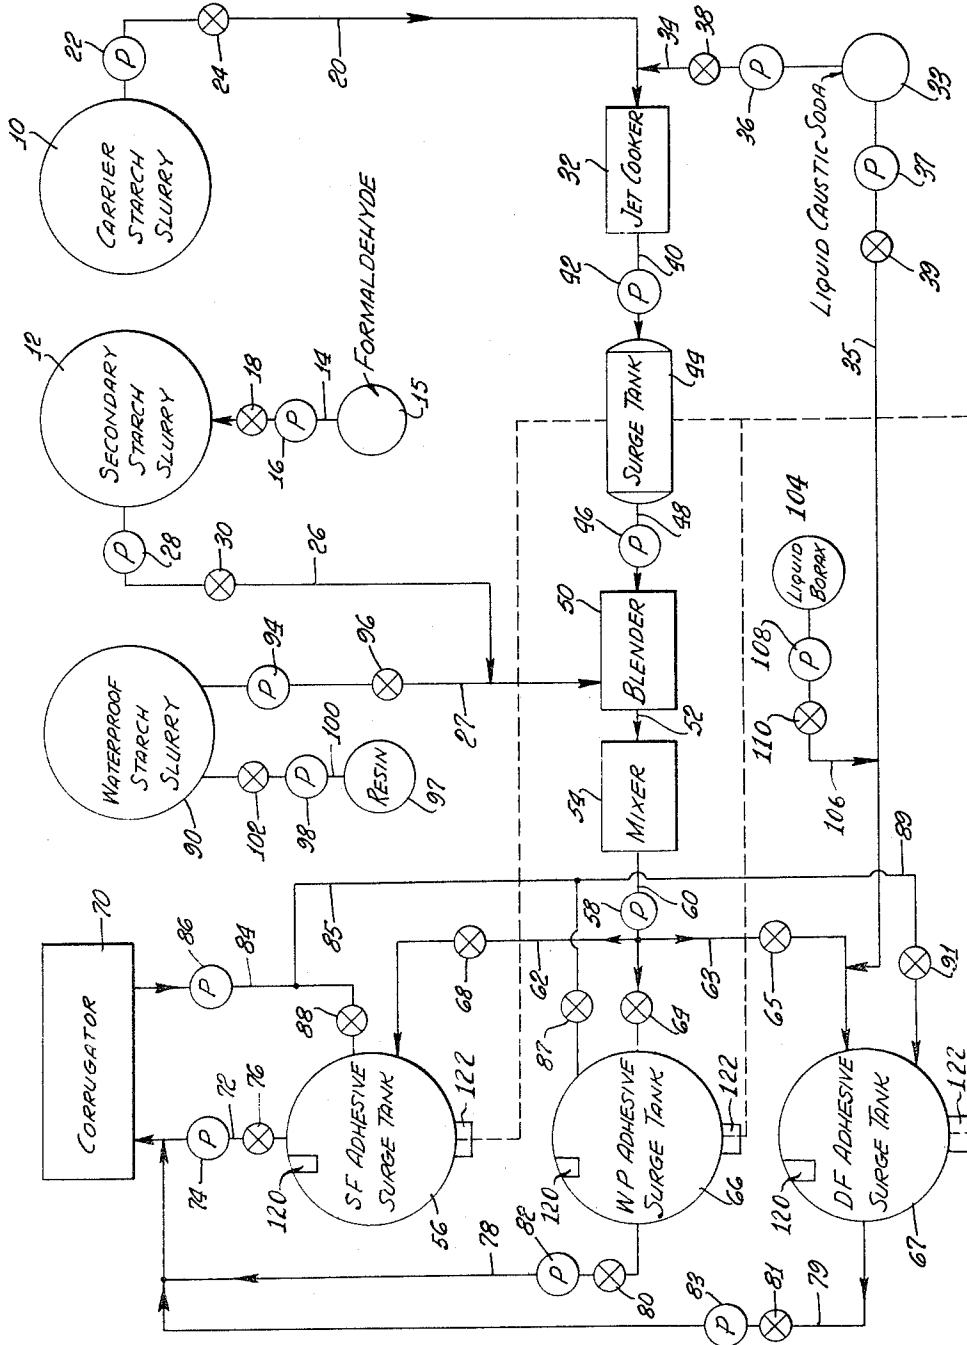 10
CARRIER
STARCH
SLURRY
22
P
24
20
12
SECONDARY
STARCH
SLURRY
28
P
30
26
18
P
16
14
FORMALDEHYDE
15
WATERPROOF
STARCH
SLURRY
90
P
94
96
27
102
P
98
100
RESIN
97
CORRUGATOR
70
P
86
84
85
88
P
74
72
76
JET COOKER
32
34
38
P
36
LIQUID CAUSTIC SODA
33
P
37
39
35
40
P
42
SURGE TANK
44
P
46
48
BLENDER
50
52
MIXER
54
P
58
60
62
68
63
65
64
87
LIQUID
BORAX
104
P
108
110
106
89
91
SF ADHESIVE
SURGE TANK
56
120
122
WP ADHESIVE
SURGE TANK
66
120
122
DF ADHESIVE
SURGE TANK
67
120
122
78
P
82
80
P
83
81
79